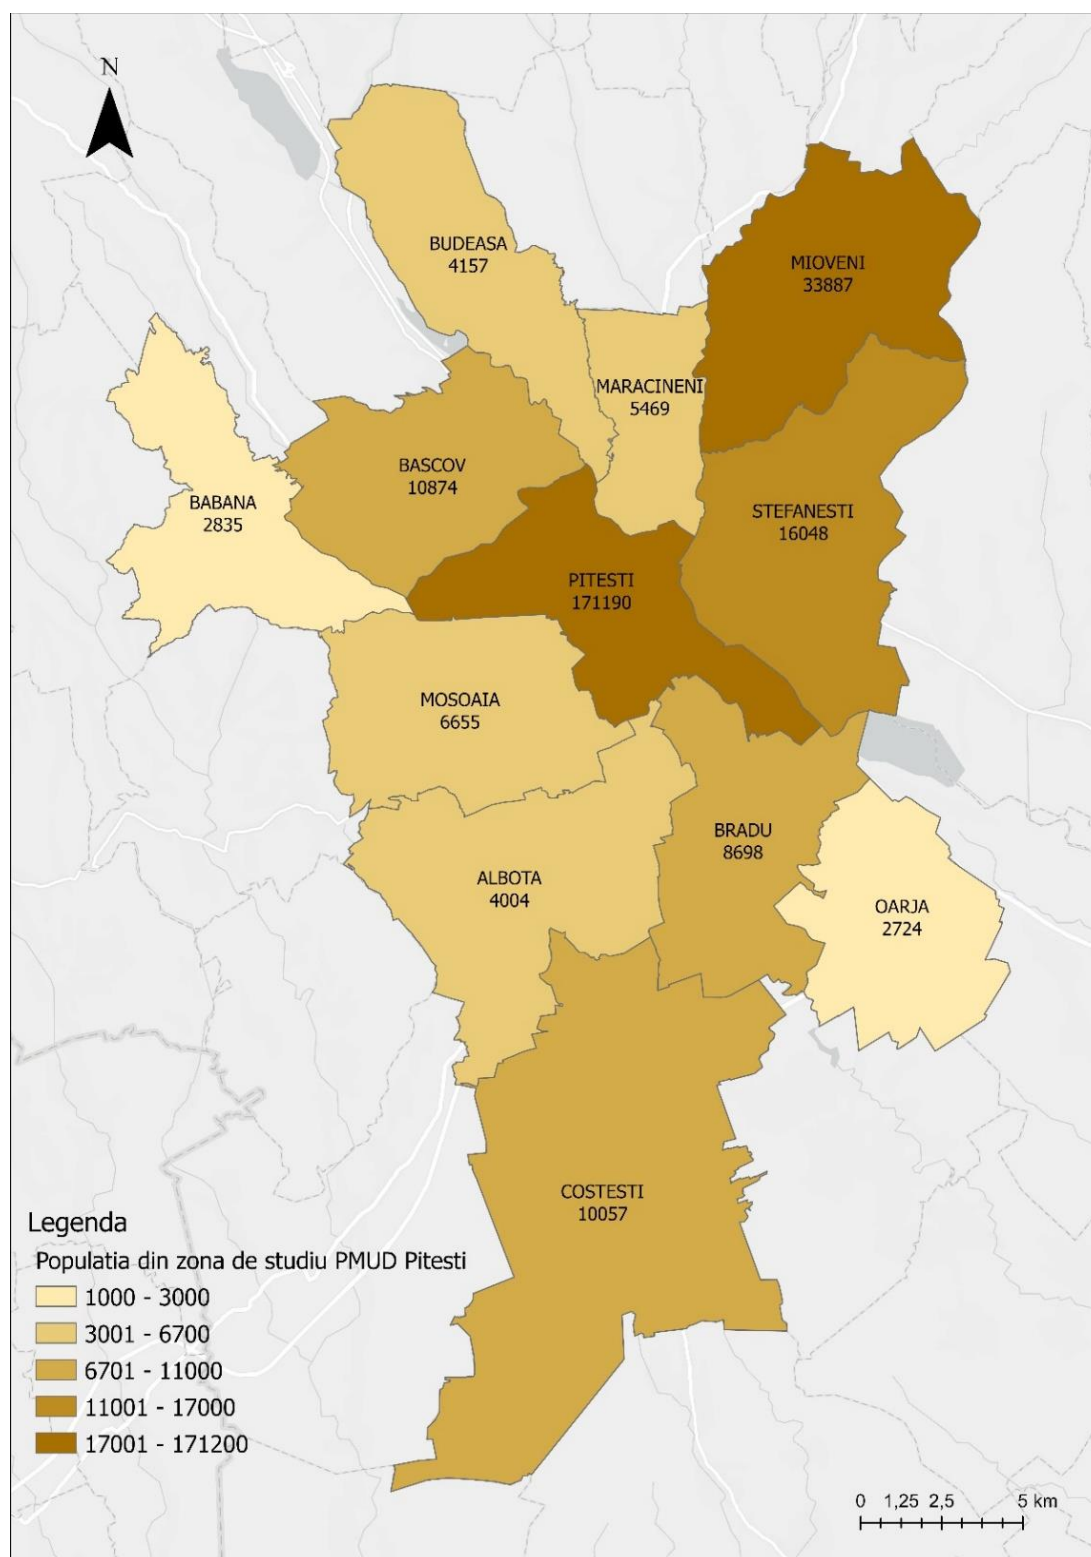 N
BUDEASA
4157
MIOVENI
33887
MARACINENI
5469
BASCOV
10874
BABANA
2835
STEFANESTI
16048
PITESTI
171190
MOSOAIA
6655
BRADU
8698
ALBOTA
4004
OARJA
2724
COSTESTI
10057
Legenda
Populatia din zona de studiu PMUD Pitesti
1000 - 3000
3001 - 6700
6701 - 11000
11001 - 17000
17001 - 171200
0 1,25 2,5 5 km